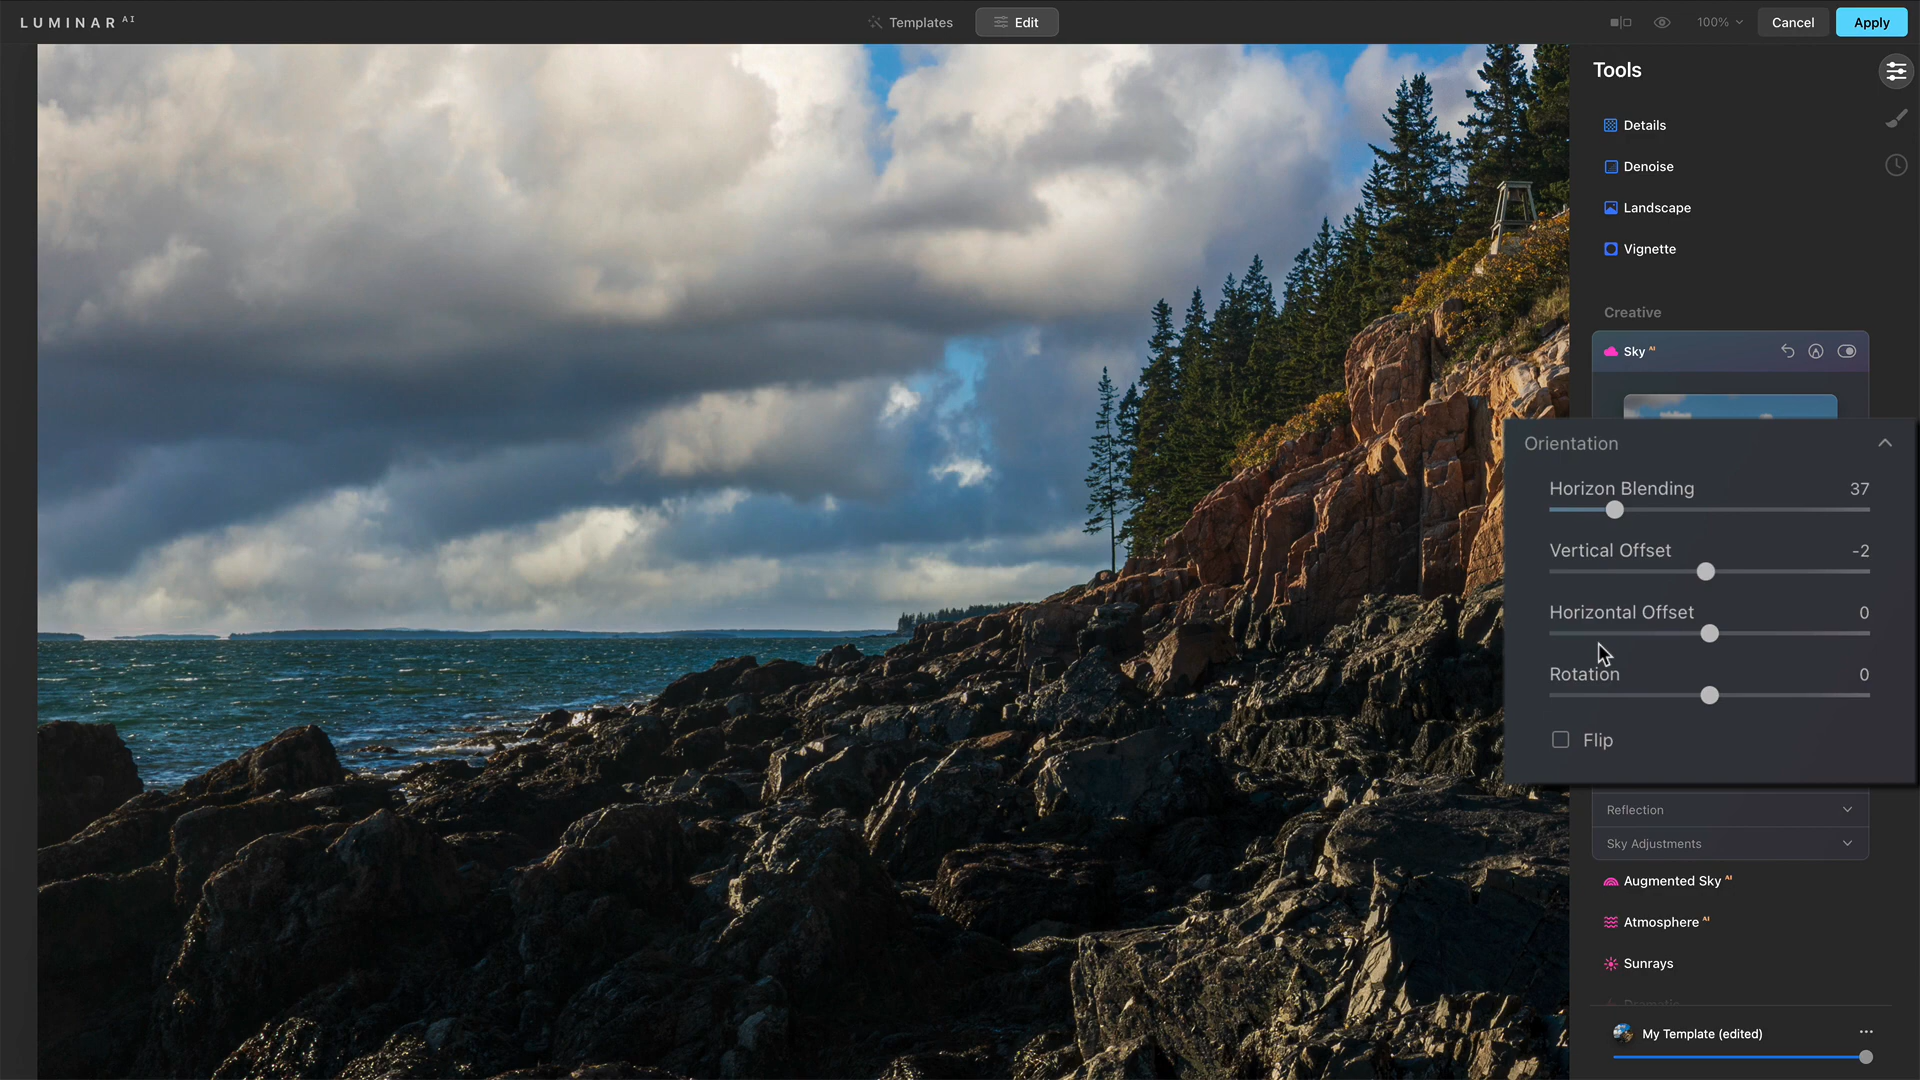 LUMINAR AI
Templates
Edit
100%
Cancel
Apply
Tools
Details
Denoise
Landscape
Vignette
Creative
Sky AI
Orientation
Horizon Blending 37
Vertical Offset -2
Horizontal Offset 0
Rotation 0
Flip
Reflection
Sky Adjustments
Augmented Sky AI
Atmosphere AI
Sunrays
Dramatic
My Template (edited)